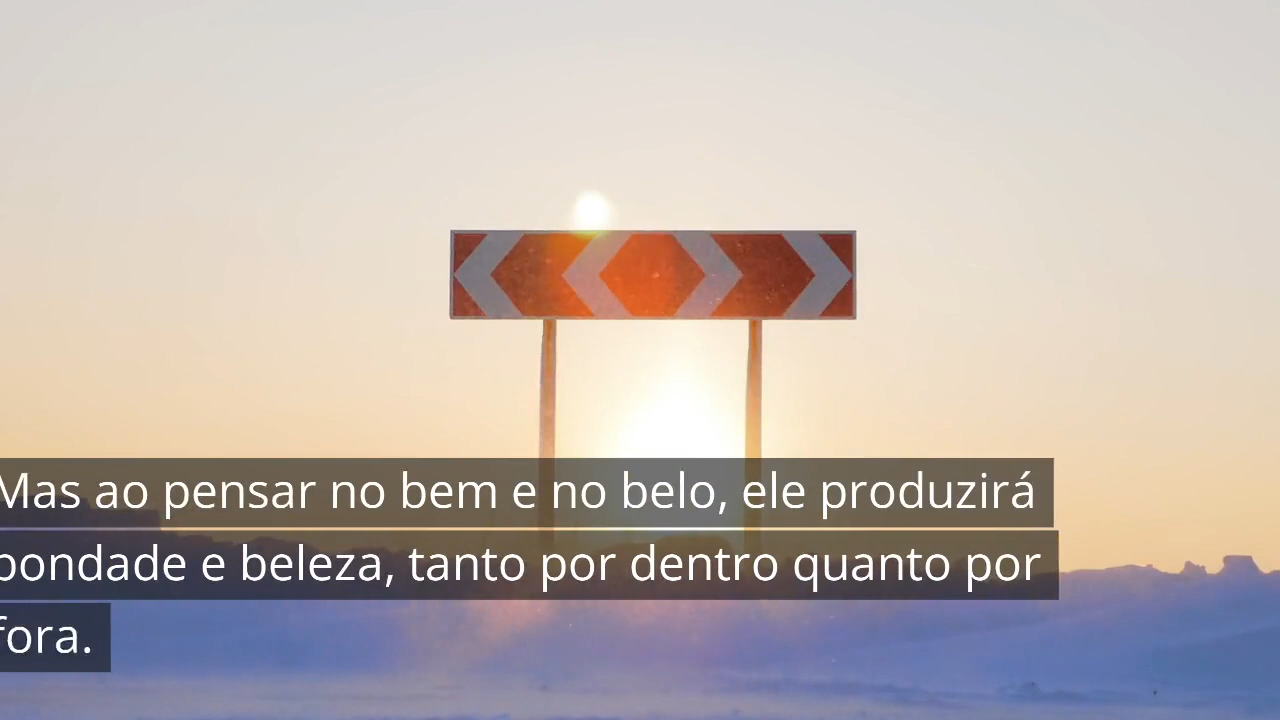 Mas ao pensar no bem e no belo, ele produzirá
bondade e beleza, tanto por dentro quanto por
fora.